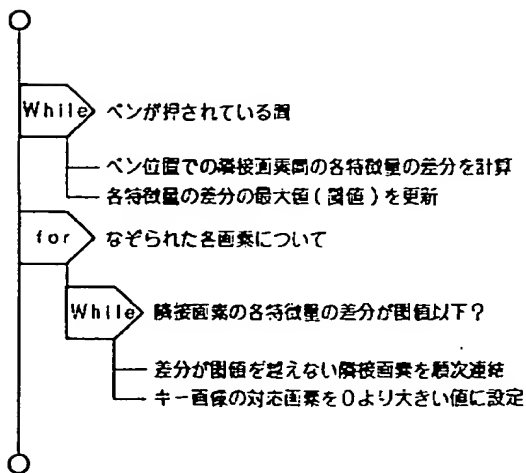 While ペンが押されている間
ペン位置での隣接画素間の各特徴量の差分を計算
各特徴量の差分の最大値(閾値)を更新
for なぞられた各画素について
While 隣接画素の各特徴量の差分が閾値以下?
差分が閾値を越えない隣接画素を順次連結
キー画像の対応画素を0より大きい値に設定